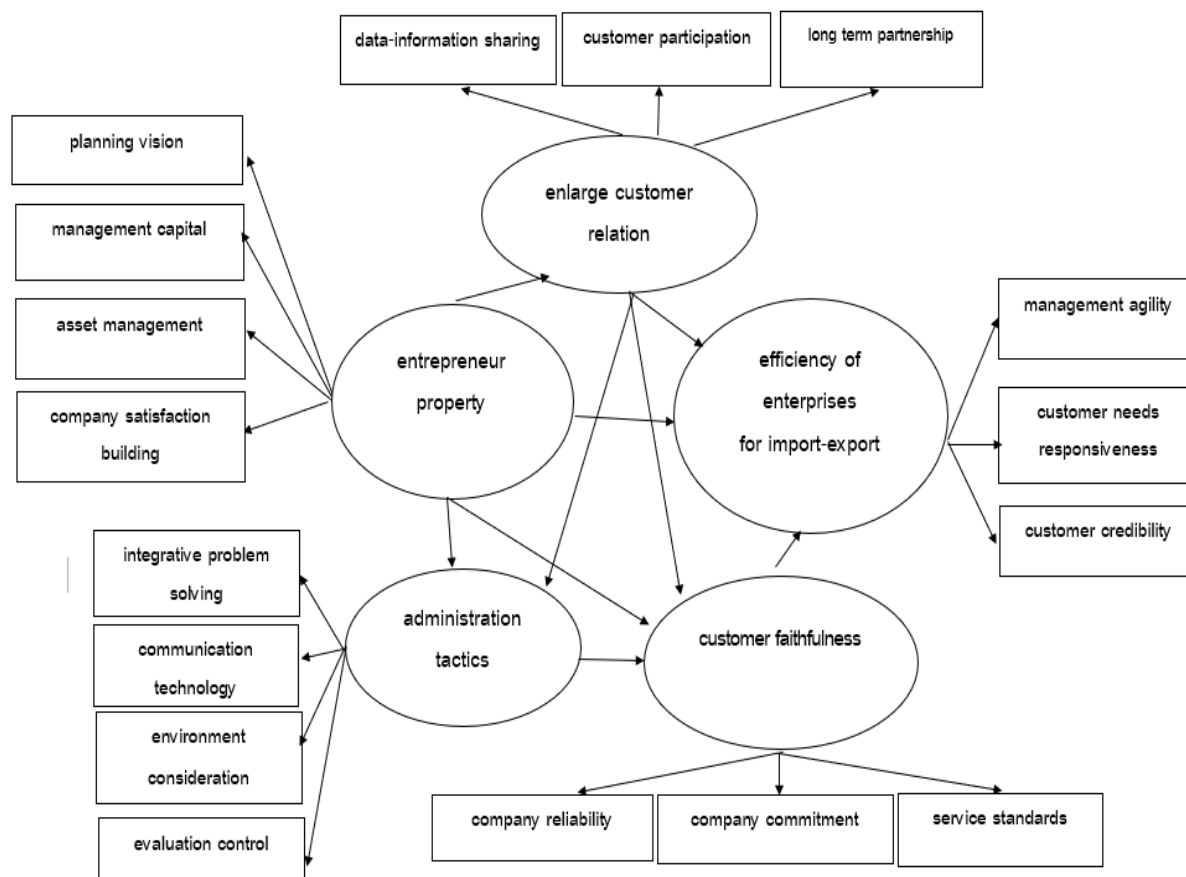 data-information sharing
customer participation
long term partnership
planning vision
management capital
asset management
company satisfaction
building
enlarge customer
relation
entrepreneur
property
efficiency of
enterprises
for import-export
management agility
customer needs
responsiveness
customer credibility
integrative problem
solving
communication
technology
environment
consideration
evaluation control
administration
tactics
customer faithfulness
company reliability
company commitment
service standards